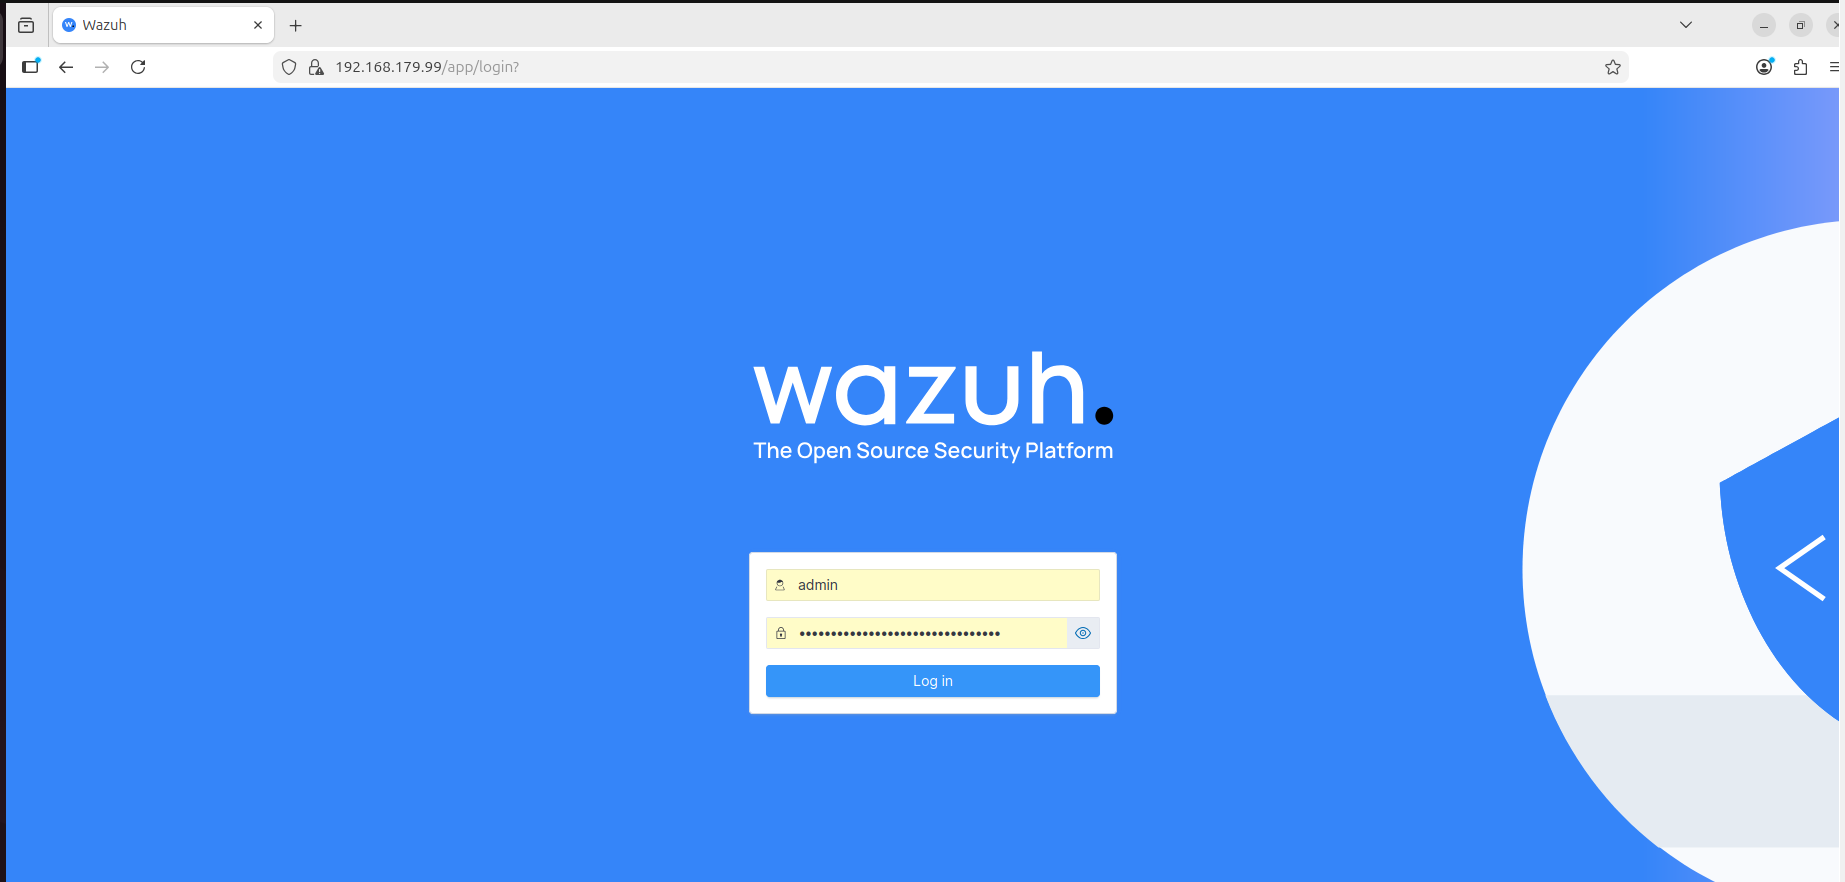 Wazuh
192.168.179.99/app/login?
wazuh.
The Open Source Security Platform
admin
••••••••••••••••••••••••••••••••
Log in